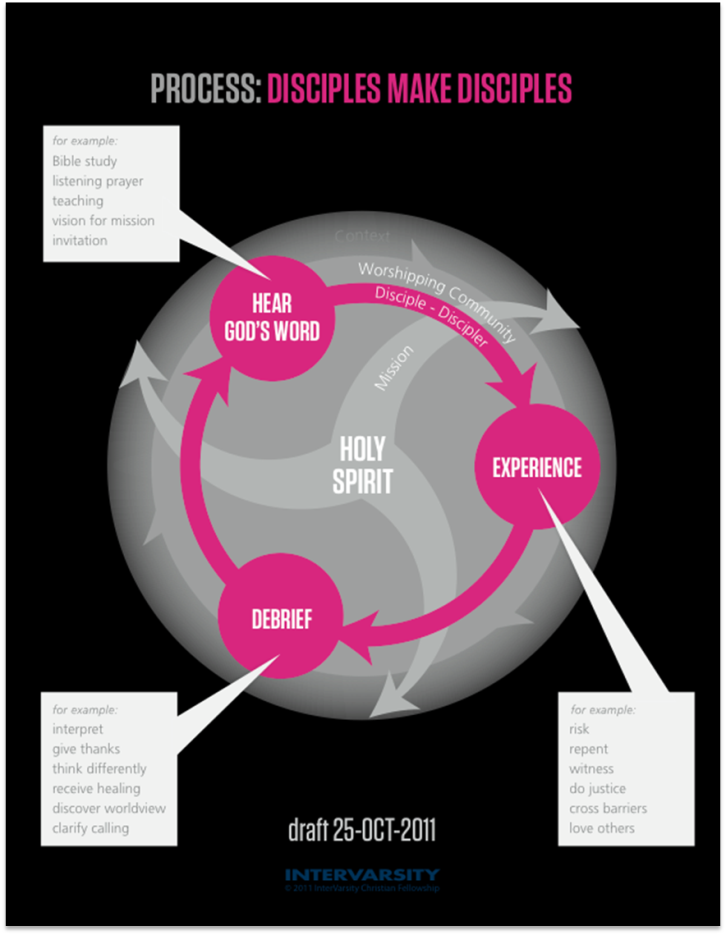 PROCESS: DISCIPLES MAKE DISCIPLES
for example:
Bible study
listening prayer
teaching
vision for mission
invitation
Context
Worshipping Community
Disciple - Discipler
Mission
HEAR
GOD'S WORD
HOLY
SPIRIT
EXPERIENCE
DEBRIEF
for example:
interpret
give thanks
think differently
receive healing
discover worldview
clarify calling
for example:
risk
repent
witness
do justice
cross barriers
love others
draft 25-OCT-2011
INTERVARSITY
© 2011 InterVarsity Christian Fellowship